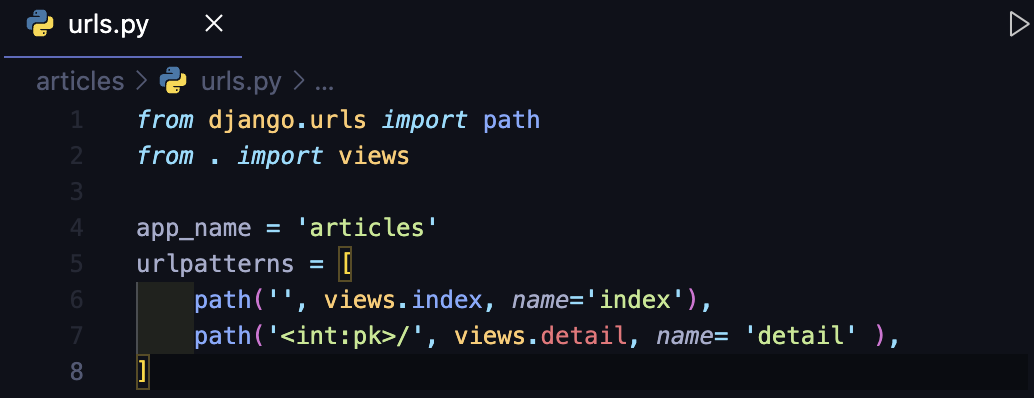 urls.py ×
articles > urls.py > ...
1 from django.urls import path
2 from . import views
3
4 app_name = 'articles'
5 urlpatterns = [
6     path('', views.index, name='index'),
7     path('<int:pk>/', views.detail, name= 'detail' ),
8 ]